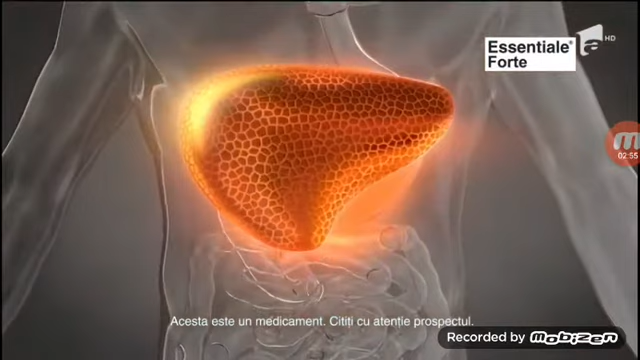 Essentiale®
Forte
a HD
m
02:55
Acesta este un medicament. Citiți cu atenție prospectul.
Recorded by mobizen